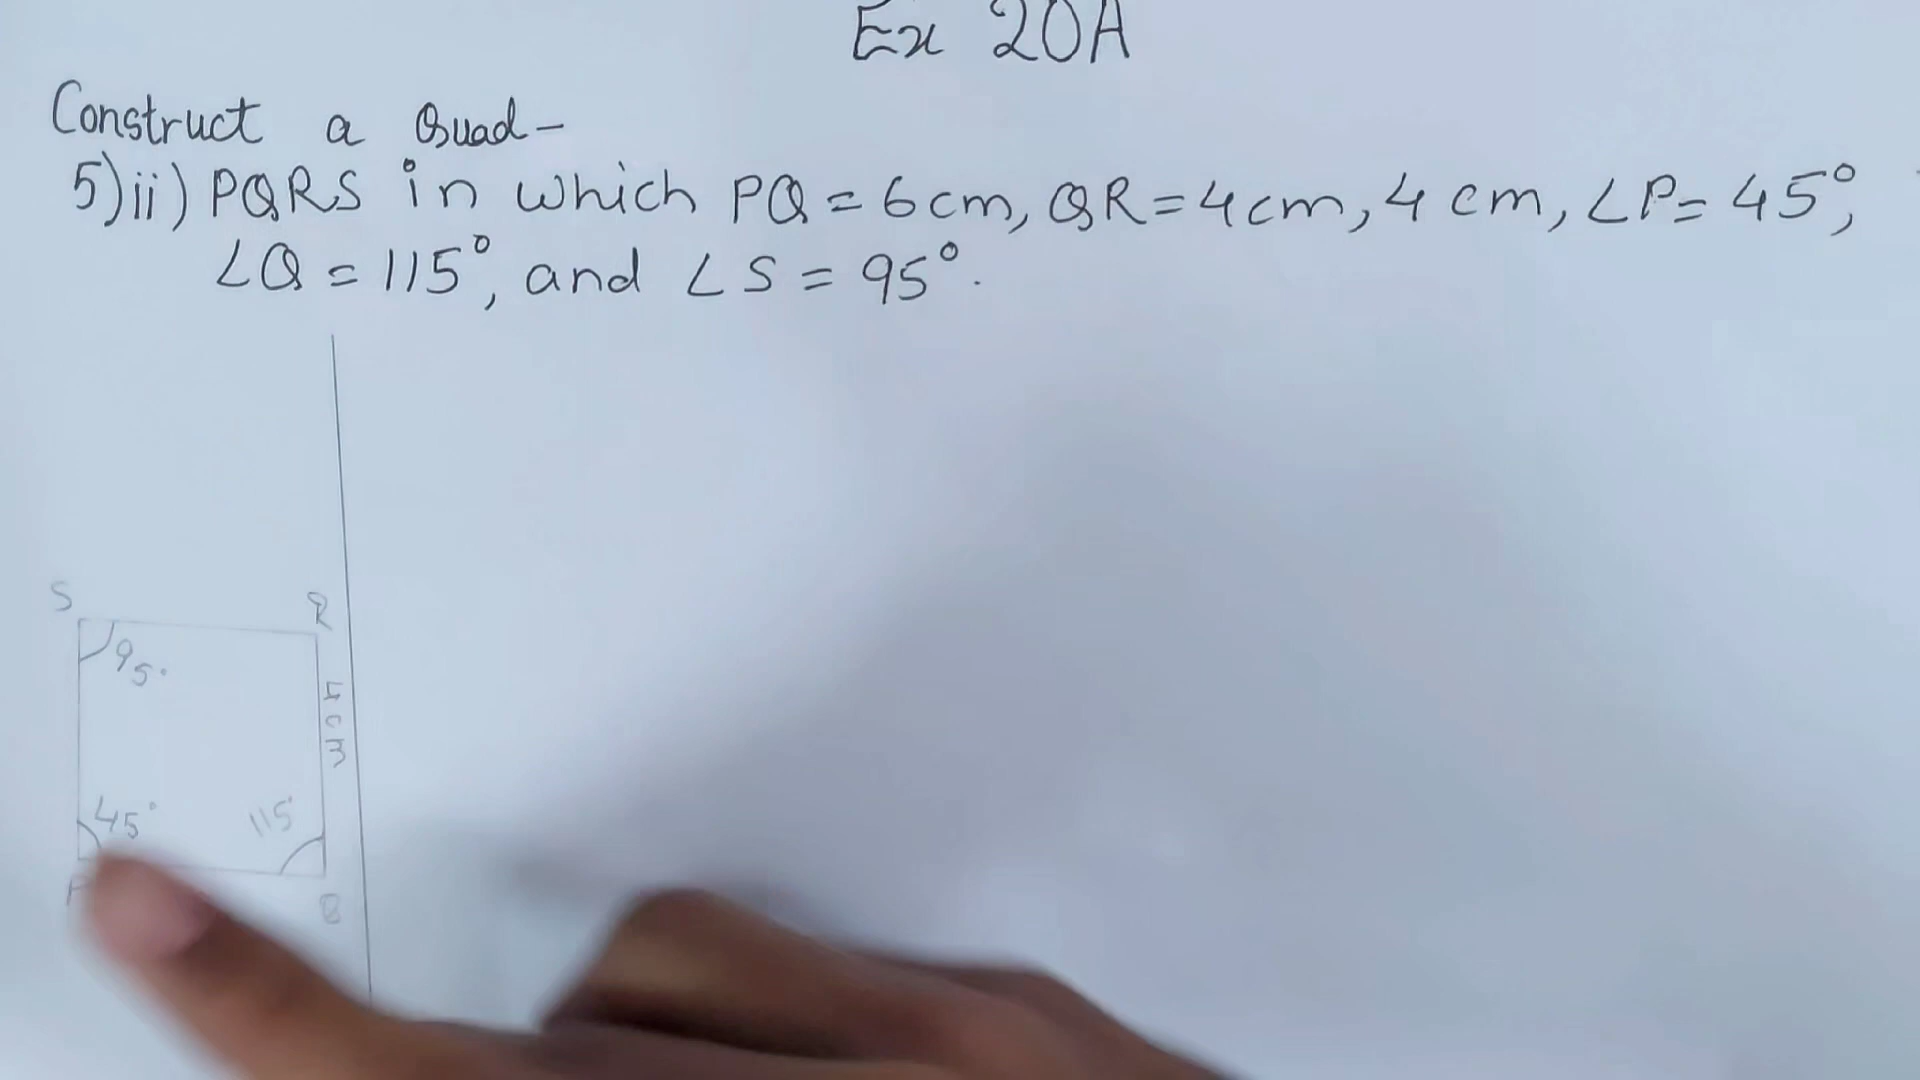 Ex 20A
Construct a Quad-
5)ii) PQRS in which PQ = 6cm, QR = 4cm, 4 cm, ∠P = 45°,
∠Q = 115°, and ∠S = 95°.
S R
95°
4cm
45° 115
P Q